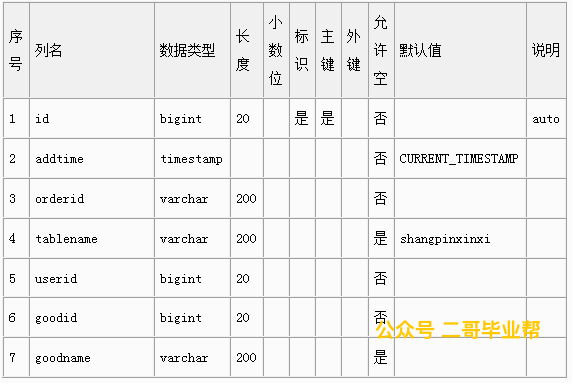 序号 列名 数据类型 长度 小数位 标识 主键 外键 允许空 默认值 说明
1 id bigint 20 是 是 否 auto
2 addtime timestamp 否 CURRENT_TIMESTAMP
3 orderid varchar 200 否
4 tablename varchar 200 是 shangpinxinxi
5 userid bigint 20 否
6 goodid bigint 20 否
公众号 二哥毕业帮
7 goodname varchar 200 是